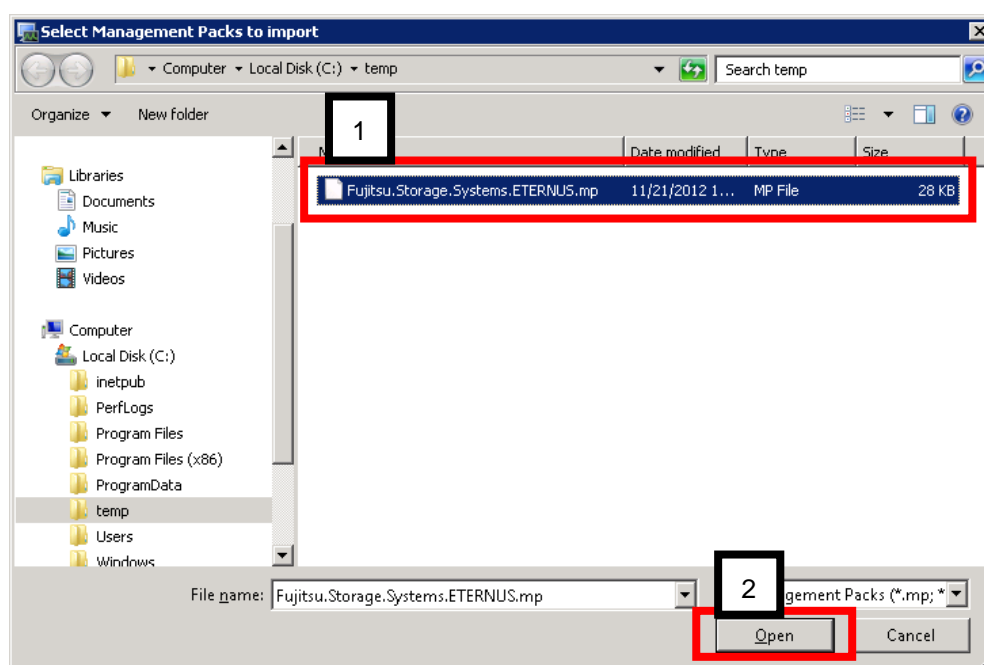 Select Management Packs to import
Computer Local Disk (C:) temp
Search temp
Organize New folder
1
Date modified Type Size
Fujitsu.Storage.Systems.ETERNUS.mp 11/21/2012 1... MP File 28 KB
Libraries
Documents
Music
Pictures
Videos
Computer
Local Disk (C:)
inetpub
PerfLogs
Program Files
Program Files (x86)
ProgramData
temp
Users
Windows
File name: Fujitsu.Storage.Systems.ETERNUS.mp
2
gement Packs (*.mp; *
Open Cancel